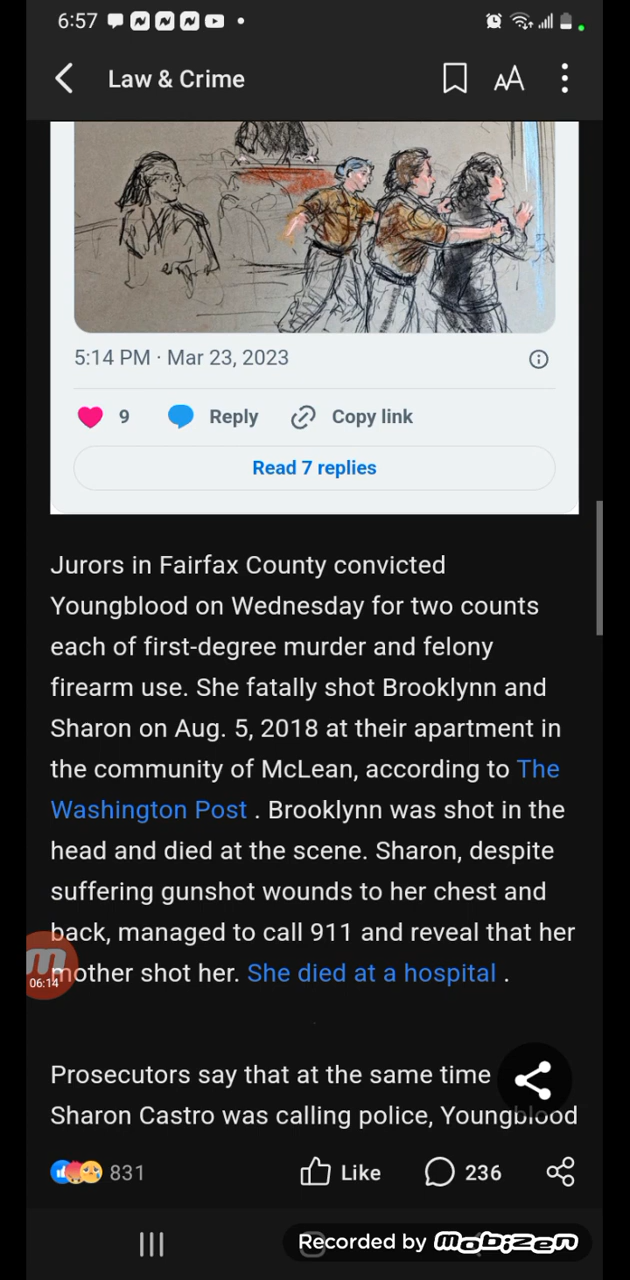 6:57
Law & Crime
AA
5:14 PM · Mar 23, 2023
9 Reply Copy link
Read 7 replies
Jurors in Fairfax County convicted
Youngblood on Wednesday for two counts
each of first-degree murder and felony
firearm use. She fatally shot Brooklynn and
Sharon on Aug. 5, 2018 at their apartment in
the community of McLean, according to The
Washington Post . Brooklynn was shot in the
head and died at the scene. Sharon, despite
suffering gunshot wounds to her chest and
back, managed to call 911 and reveal that her
mother shot her. She died at a hospital .
06:14
Prosecutors say that at the same time
Sharon Castro was calling police, Youngblood
831 Like 236
Recorded by mobizen